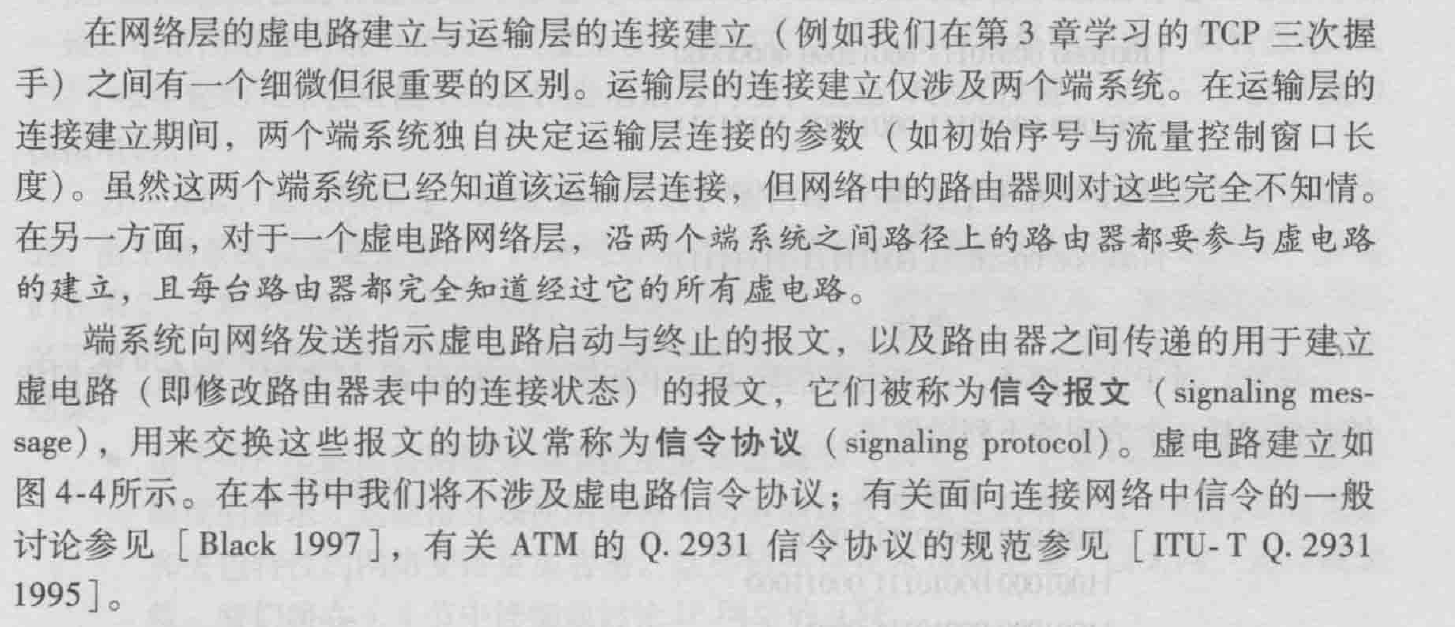 在网络层的虚电路建立与运输层的连接建立（例如我们在第 3 章学习的 TCP 三次握
手）之间有一个细微但很重要的区别。运输层的连接建立仅涉及两个端系统。在运输层的
连接建立期间，两个端系统独自决定运输层连接的参数（如初始序号与流量控制窗口长
度）。虽然这两个端系统已经知道该运输层连接，但网络中的路由器则对这些完全不知情。
在另一方面，对于一个虚电路网络层，沿两个端系统之间路径上的路由器都要参与虚电路
的建立，且每台路由器都完全知道经过它的所有虚电路。
端系统向网络发送指示虚电路启动与终止的报文，以及路由器之间传递的用于建立
虚电路（即修改路由器表中的连接状态）的报文，它们被称为信令报文（signaling mes-
sage），用来交换这些报文的协议常称为信令协议（signaling protocol）。虚电路建立如
图 4-4所示。在本书中我们将不涉及虚电路信令协议；有关面向连接网络中信令的一般
讨论参见［Black 1997］，有关 ATM 的 Q. 2931 信令协议的规范参见［ITU-T Q. 2931
1995］。